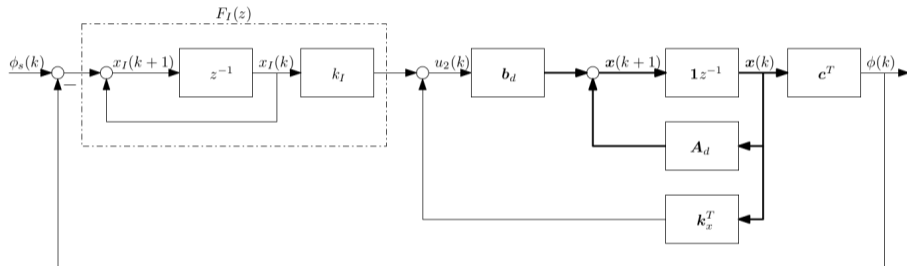 F_I(z)
ϕ_s(k) x_I(k+1) z^{-1} x_I(k) k_I u_2(k) b_d x(k+1) 1z^{-1} x(k) c^T ϕ(k)
−
A_d
k_x^T